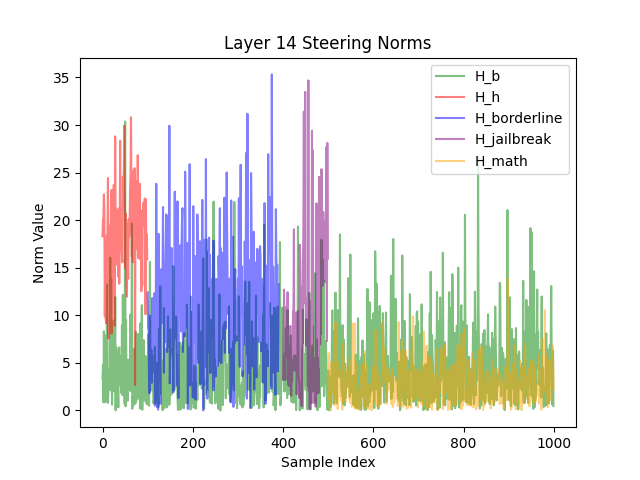 Layer 14 Steering Norms
H_b
H_h
H_borderline
H_jailbreak
H_math
Norm Value
35
30
25
20
15
10
5
0
0
200
400
600
800
1000
Sample Index